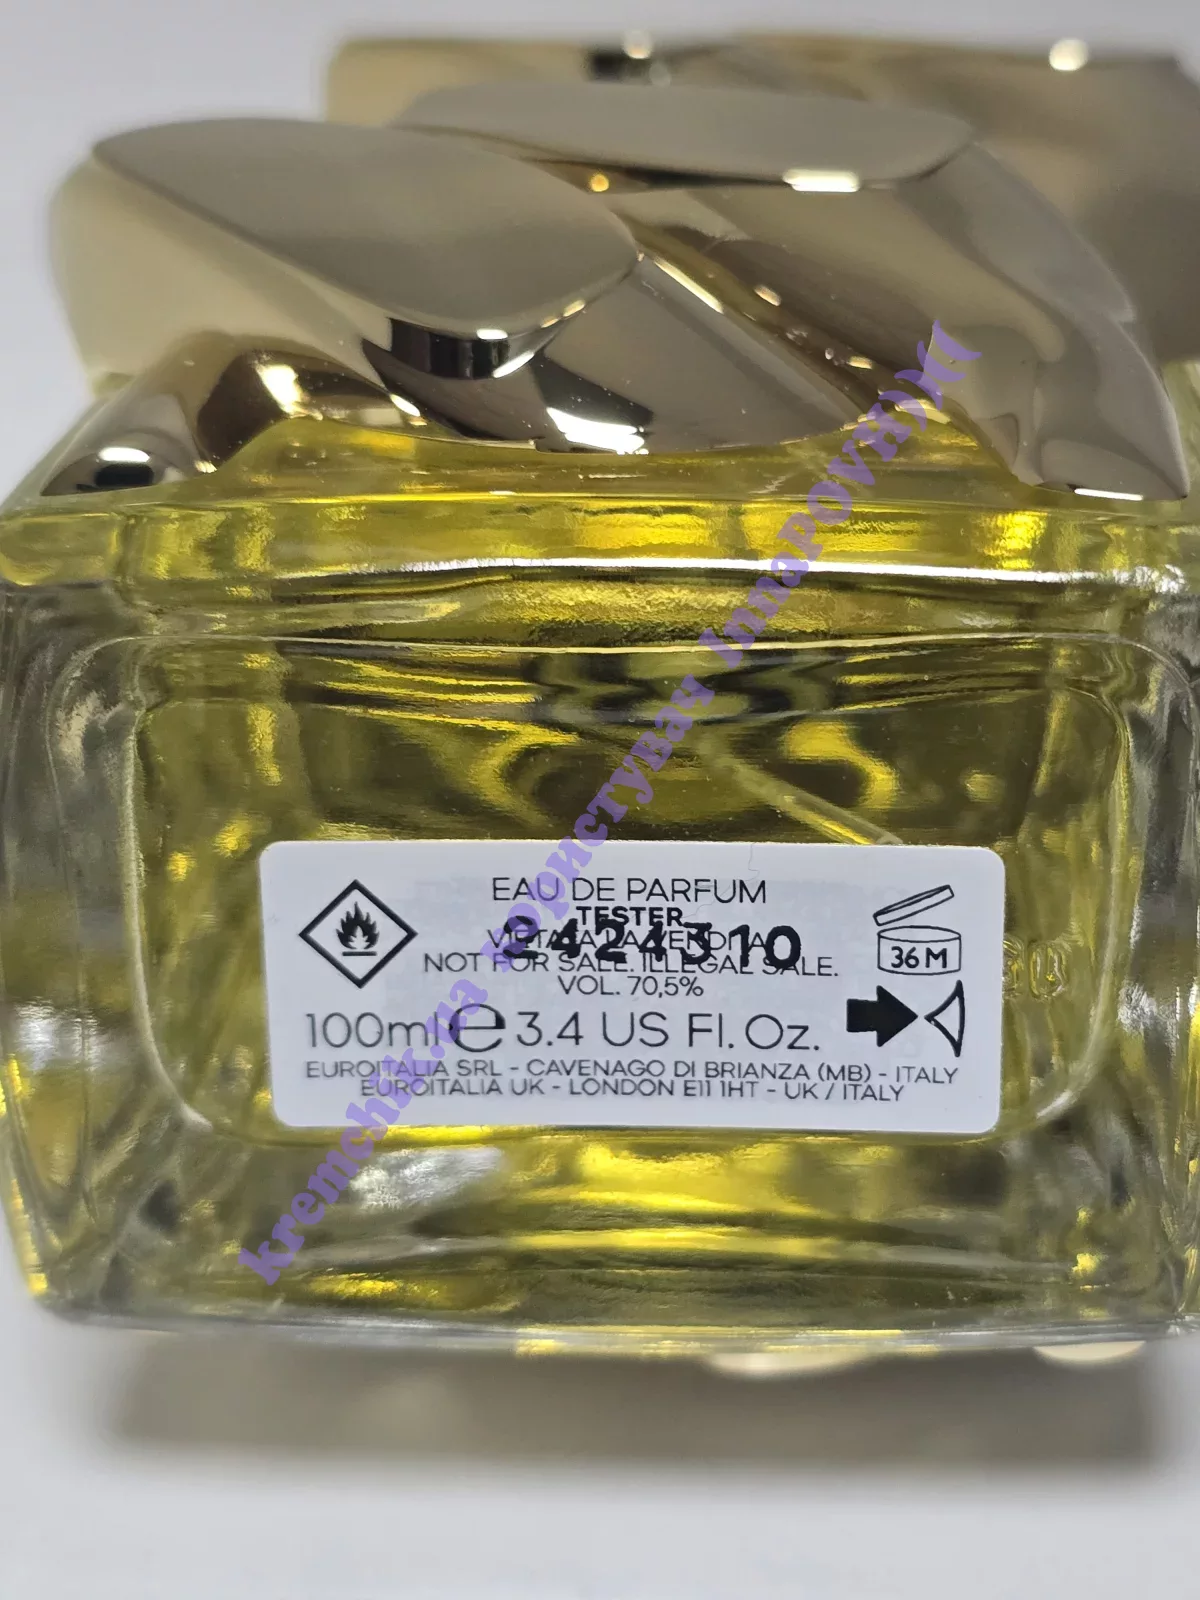 EAU DE PARFUM
TESTER
2424310
VIETATA LA VENDITA
NOT FOR SALE. ILLEGAL SALE.
VOL. 70,5%
36M
100ml e 3.4 US Fl. Oz.
EUROITALIA SRL - CAVENAGO DI BRIANZA (MB) - ITALY
EUROITALIA UK - LONDON E11 1HT - UK / ITALY
kremchik.ua користувач InnaPOVH)Ж(